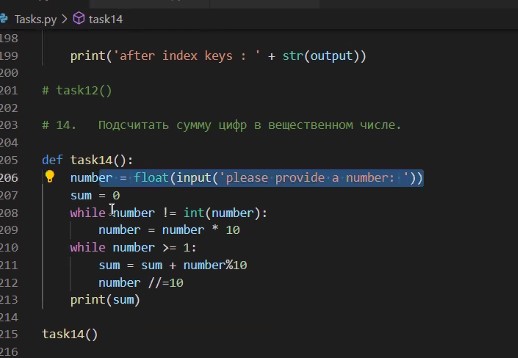 Tasks.py > task14
198
199 print('after index keys : ' + str(output))
200
201 # task12()
202
203 # 14. Подсчитать сумму цифр в вещественном числе.
204
205 def task14():
206 number = float(input('please provide a number: '))
207 sum = 0
208 while number != int(number):
209 number = number * 10
210 while number >= 1:
211 sum = sum + number%10
212 number //=10
213 print(sum)
214
215 task14()
216